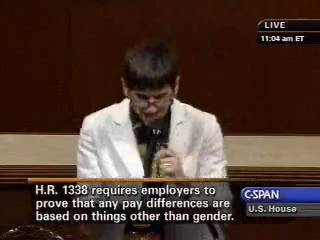 LIVE
11:04 am ET
H.R. 1338 requires employers to
prove that any pay differences are
based on things other than gender.
C-SPAN
U.S. House